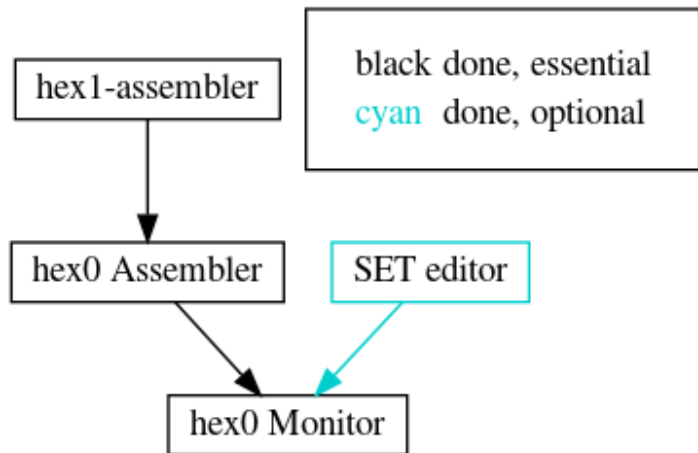 hex1-assembler
black done, essential
cyan done, optional
hex0 Assembler
SET editor
hex0 Monitor